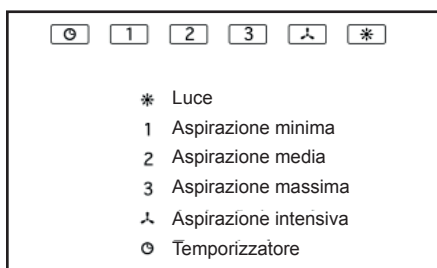 1 2 3
Luce
1 Aspirazione minima
2 Aspirazione media
3 Aspirazione massima
Aspirazione intensiva
Temporizzatore